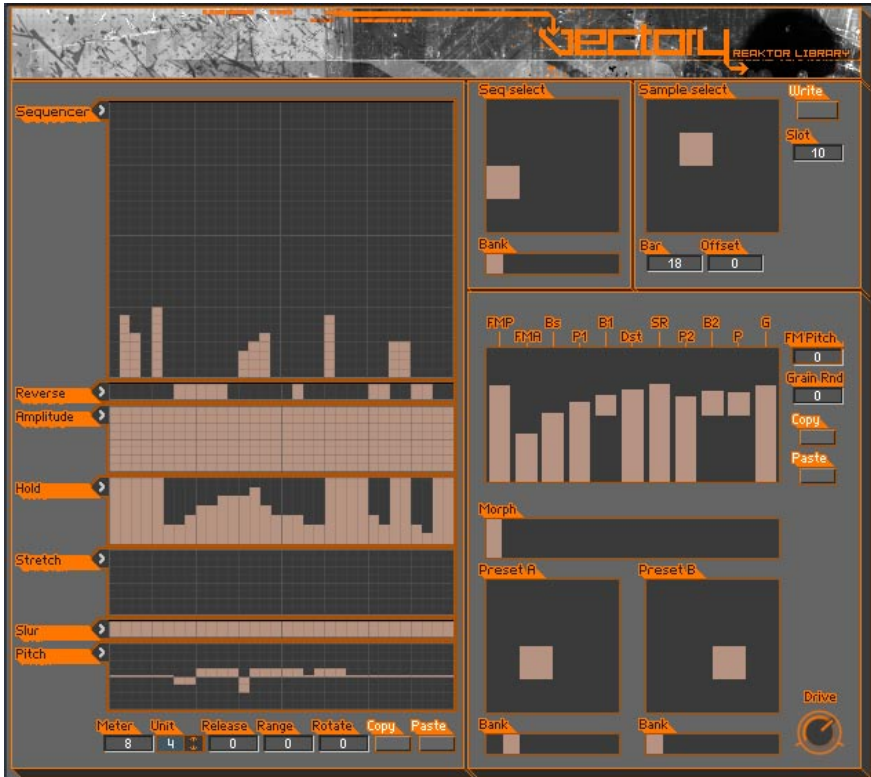 Vectory
REAKTOR LIBRARY
Sequencer
Reverse
Amplitude
Hold
Stretch
Slur
Pitch
Meter Unit Release Range Rotate Copy Paste
8 4 0 0 0
Seq select
Bank
Sample select
Write
Slot
10
Bar Offset
18 0
FMP Bs B1 SR B2 G
FMA P1 Dst P2 P
FM Pitch
0
Grain Rnd
0
Copy
Paste
Morph
Preset A Preset B
Drive
Bank Bank